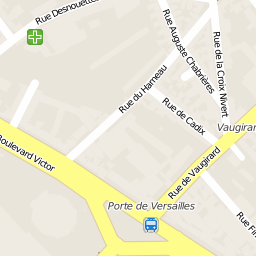 Rue Desnouettes
Rue Auguste Chabrières
Rue de la Croix Nivert
Rue du Hameau
Rue de Cadix
Vaugirard
Boulevard Victor
Rue de Vaugirard
Porte de Versailles